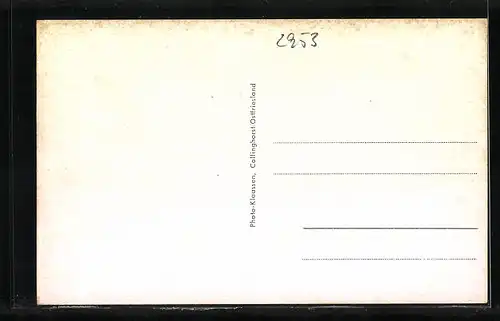 2953
Photo-Klaassen, Collinghorst Ostfriesland